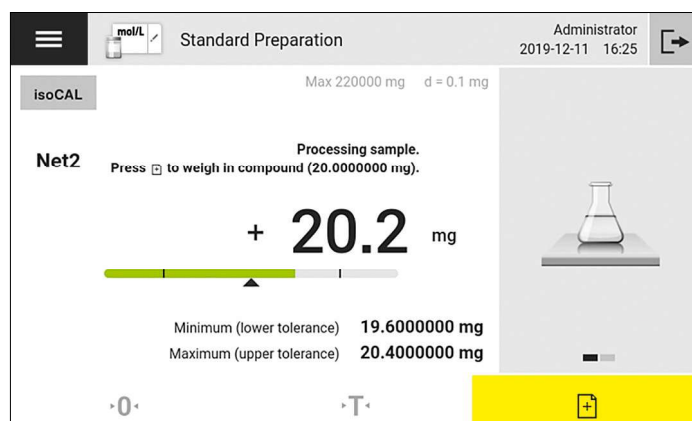 mol/L
Standard Preparation
Administrator
2019-12-11 16:25
isoCAL
Max 220000 mg d = 0.1 mg
Net2
Processing sample.
Press to weigh in compound (20.0000000 mg).
+ 20.2 mg
Minimum (lower tolerance) 19.6000000 mg
Maximum (upper tolerance) 20.4000000 mg
0
T